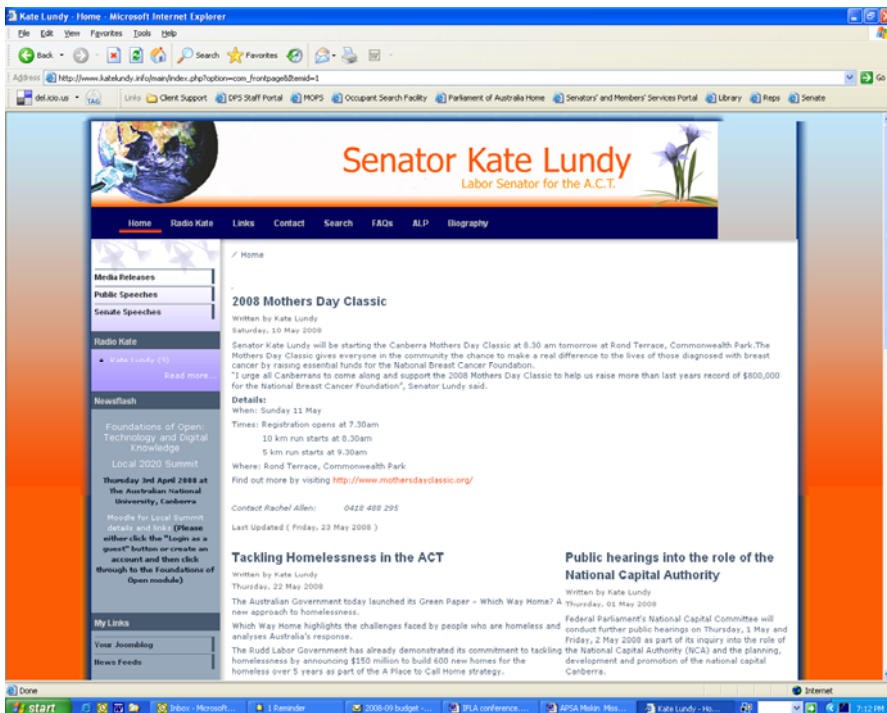 Kate Lundy - Home - Microsoft Internet Explorer
File Edit View Favorites Tools Help
Back Search Favorites
Address http://www.katelundy.info/main/index.php?option=com_frontpage&Itemid=1 Go
del.icio.us TAG Links Client Support DPS Staff Portal MOPS Occupant Search Facility Parliament of Australia Home Senators' and Members' Services Portal Library Reps Senate
Senator Kate Lundy
Labor Senator for the A.C.T.
Home Radio Kate Links Contact Search FAQs ALP Biography
/ Home
Media Releases
Public Speeches
Senate Speeches
Radio Kate
Kate Lundy (9)
Read more...
Newsflash
Foundations of Open:
Technology and Digital
Knowledge
Local 2020 Summit
Thursday 3rd April 2008 at
The Australian National
University, Canberra
Moodle for Local Summit
details and links (Please
either click the "Login as a
guest" button or create an
account and then click
through to the Foundations of
Open module)
My Links
Your Joomblog
News Feeds
2008 Mothers Day Classic
Written by Kate Lundy
Saturday, 10 May 2008
Senator Kate Lundy will be starting the Canberra Mothers Day Classic at 8.30 am tomorrow at Rond Terrace, Commonwealth Park.The
Mothers Day Classic gives everyone in the community the chance to make a real difference to the lives of those diagnosed with breast
cancer by raising essential funds for the National Breast Cancer Foundation.
"I urge all Canberrans to come along and support the 2008 Mothers Day Classic to help us raise more than last years record of $800,000
for the National Breast Cancer Foundation", Senator Lundy said.
Details:
When: Sunday 11 May
Times: Registration opens at 7.30am
10 km run starts at 8.30am
5 km run starts at 9.30am
Where: Rond Terrace, Commonwealth Park
Find out more by visiting http://www.mothersdayclassic.org/
Contact Rachel Allen: 0418 488 295
Last Updated ( Friday, 23 May 2008 )
Tackling Homelessness in the ACT
Written by Kate Lundy
Thursday, 22 May 2008
The Australian Government today launched its Green Paper – Which Way Home? A
new approach to homelessness.
Which Way Home highlights the challenges faced by people who are homeless and
analyses Australia's response.
The Rudd Labor Government has already demonstrated its commitment to tackling
homelessness by announcing $150 million to build 600 new homes for the
homeless over 5 years as part of the A Place to Call Home strategy.
Public hearings into the role of the
National Capital Authority
Written by Kate Lundy
Thursday, 01 May 2008
Federal Parliament's National Capital Committee will
conduct further public hearings on Thursday, 1 May and
Friday, 2 May 2008 as part of its inquiry into the role of
the National Capital Authority (NCA) and the planning,
development and promotion of the national capital
Canberra.
Done Internet
start Inbox - Microsoft... 1 Reminder 2008-09 budget -... IFLA conference.... APSA Miskin Miss... Kate Lundy - Ho... 7:12 PM